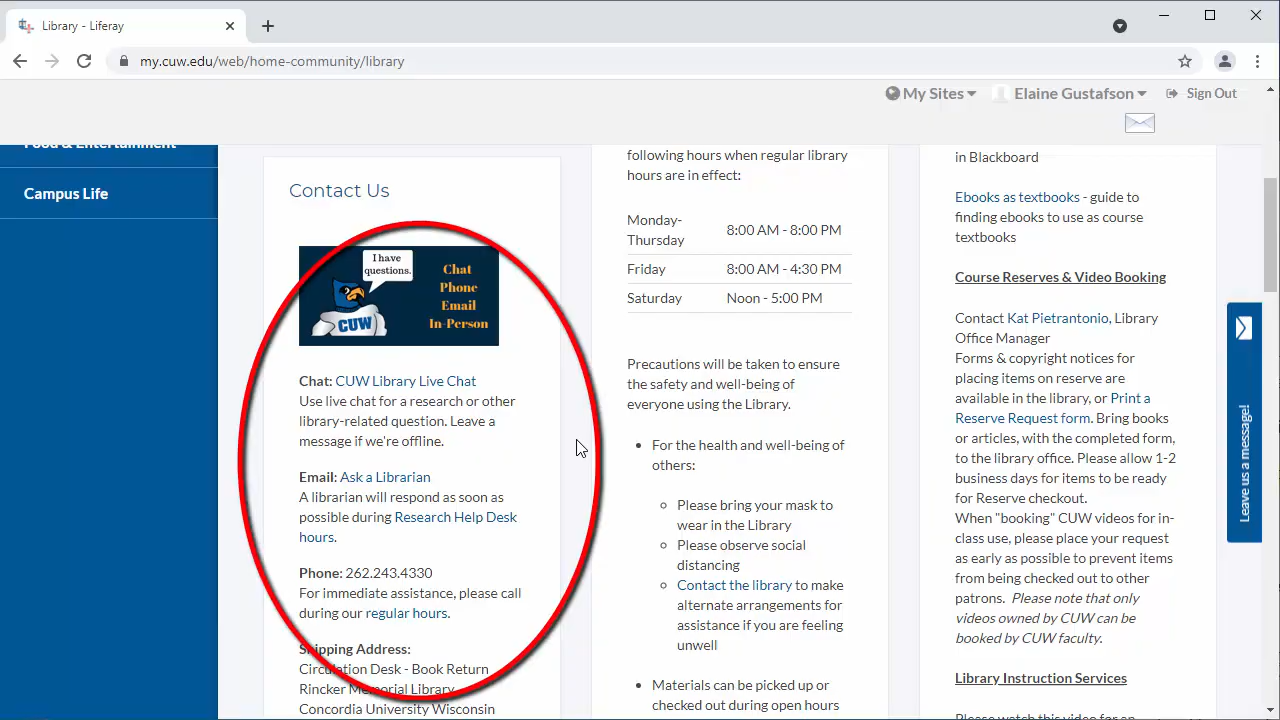 Library - Liferay
my.cuw.edu/web/home-community/library
My Sites
Elaine Gustafson
Sign Out
Food & Entertainment
Campus Life
Contact Us
I have
questions.
Chat
Phone
Email
In-Person
CUW
Chat: CUW Library Live Chat
Use live chat for a research or other
library-related question. Leave a
message if we're offline.
Email: Ask a Librarian
A librarian will respond as soon as
possible during Research Help Desk
hours.
Phone: 262.243.4330
For immediate assistance, please call
during our regular hours.
Shipping Address:
Circulation Desk - Book Return
Rincker Memorial Library
Concordia University Wisconsin
following hours when regular library
hours are in effect:
Monday-
Thursday
8:00 AM - 8:00 PM
Friday
8:00 AM - 4:30 PM
Saturday
Noon - 5:00 PM
Precautions will be taken to ensure
the safety and well-being of
everyone using the Library.
For the health and well-being of
others:
Please bring your mask to
wear in the Library
Please observe social
distancing
Contact the library to make
alternate arrangements for
assistance if you are feeling
unwell
Materials can be picked up or
checked out during open hours
in Blackboard
Ebooks as textbooks - guide to
finding ebooks to use as course
textbooks
Course Reserves & Video Booking
Contact Kat Pietrantonio, Library
Office Manager
Forms & copyright notices for
placing items on reserve are
available in the library, or Print a
Reserve Request form. Bring books
or articles, with the completed form,
to the library office. Please allow 1-2
business days for items to be ready
for Reserve checkout.
When "booking" CUW videos for in-
class use, please place your request
as early as possible to prevent items
from being checked out to other
patrons. Please note that only
videos owned by CUW can be
booked by CUW faculty.
Library Instruction Services
Please watch this video for an
Leave us a message!